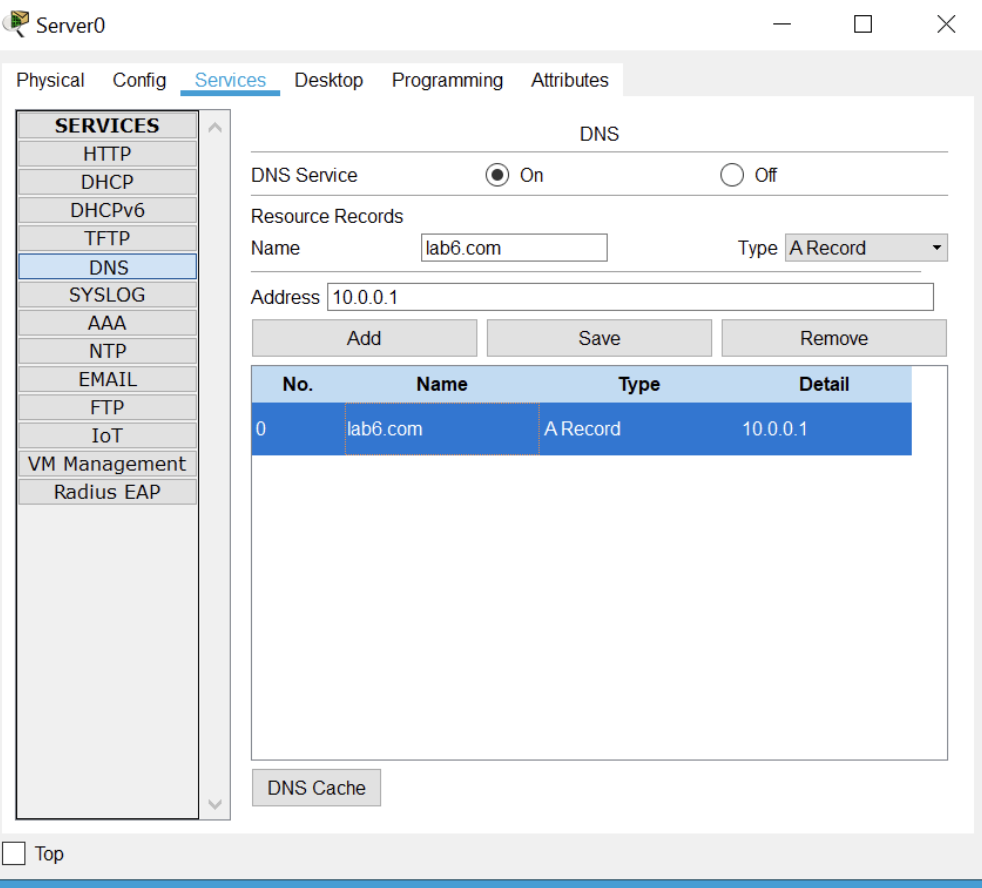 Server0
Physical Config Services Desktop Programming Attributes
SERVICES
HTTP
DHCP
DHCPv6
TFTP
DNS
SYSLOG
AAA
NTP
EMAIL
FTP
IoT
VM Management
Radius EAP
DNS
DNS Service On Off
Resource Records
Name lab6.com Type A Record
Address 10.0.0.1
Add Save Remove
No. Name Type Detail
0 lab6.com A Record 10.0.0.1
DNS Cache
Top